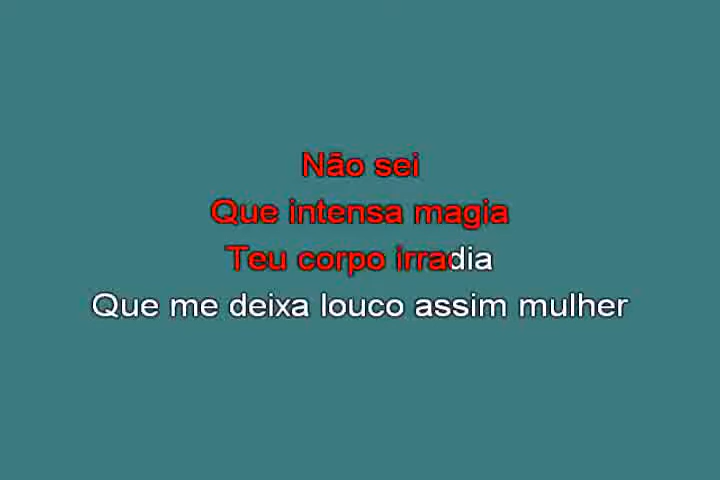 Não sei
Que intensa magia
Teu corpo irradia
Que me deixa louco assim mulher